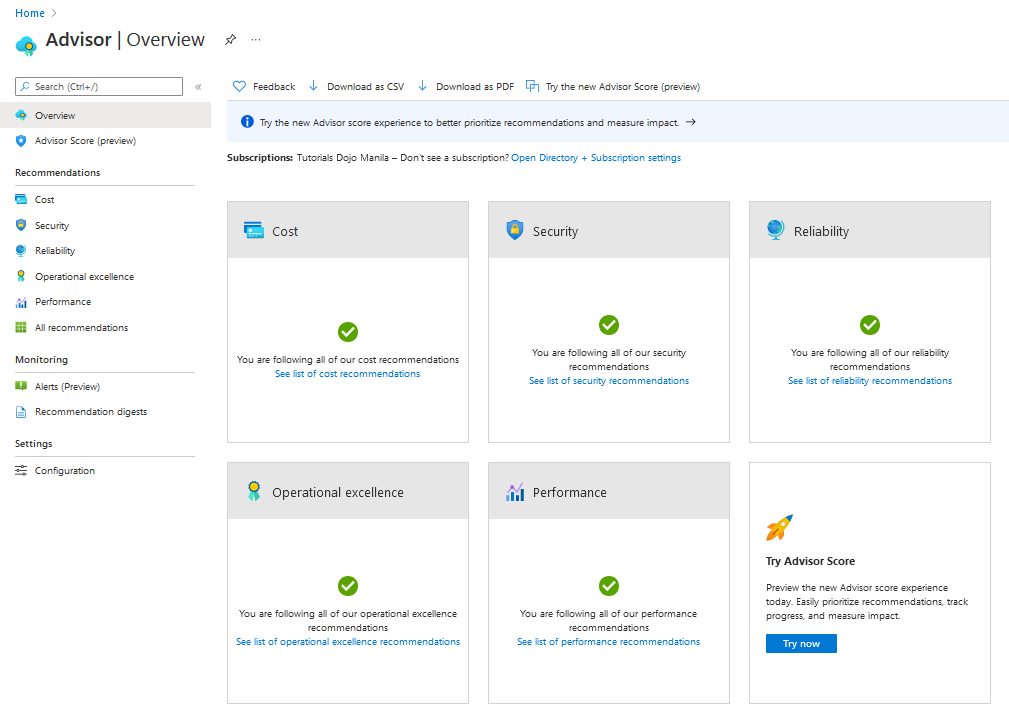 Home >
Advisor | Overview ...
Search (Ctrl+/) «
Overview
Advisor Score (preview)
Recommendations
Cost
Security
Reliability
Operational excellence
Performance
All recommendations
Monitoring
Alerts (Preview)
Recommendation digests
Settings
Configuration
Feedback Download as CSV Download as PDF Try the new Advisor Score (preview)
Try the new Advisor score experience to better prioritize recommendations and measure impact. →
Subscriptions: Tutorials Dojo Manila – Don't see a subscription? Open Directory + Subscription settings
Cost
You are following all of our cost recommendations
See list of cost recommendations
Security
You are following all of our security
recommendations
See list of security recommendations
Reliability
You are following all of our reliability
recommendations
See list of reliability recommendations
Operational excellence
You are following all of our operational excellence
recommendations
See list of operational excellence recommendations
Performance
You are following all of our performance
recommendations
See list of performance recommendations
Try Advisor Score
Preview the new Advisor score experience
today. Easily prioritize recommendations, track
progress, and measure impact.
Try now